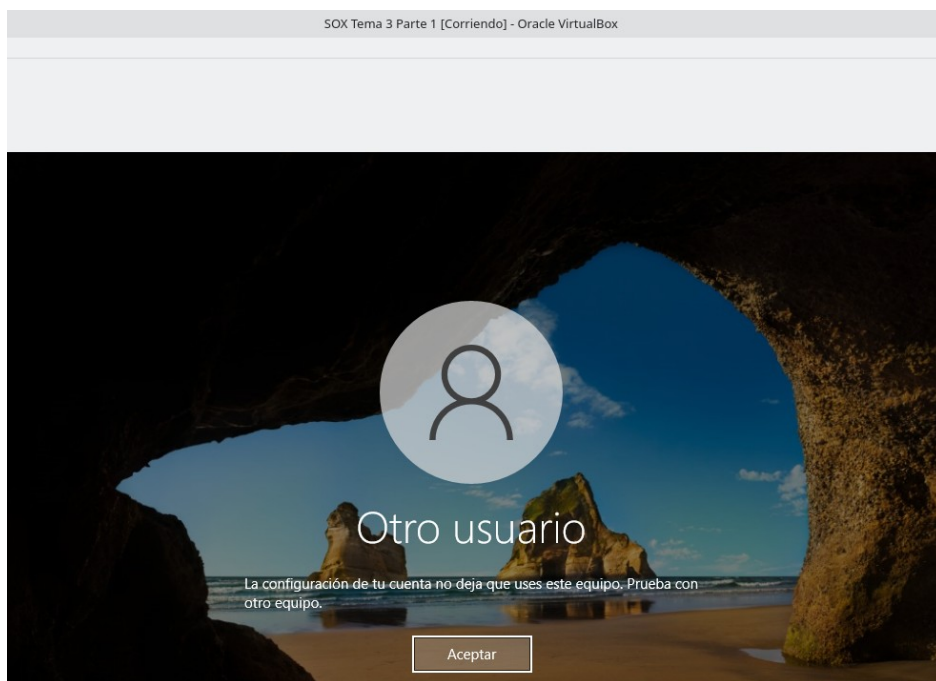 SOX Tema 3 Parte 1 [Corriendo] - Oracle VirtualBox
Otro usuario
La configuración de tu cuenta no deja que uses este equipo. Prueba con
otro equipo.
Aceptar